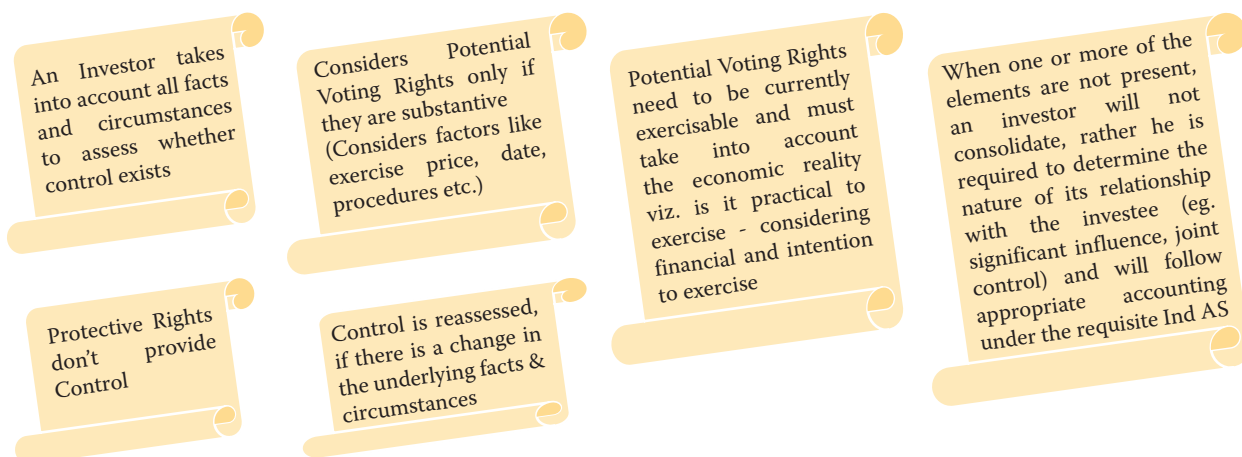 An Investor takes
into account all facts
and circumstances
to assess whether
control exists
Considers Potential
Voting Rights only if
they are substantive
(Considers factors like
exercise price, date,
procedures etc.)
Potential Voting Rights
need to be currently
exercisable and must
take into account
the economic reality
viz. is it practical to
exercise - considering
financial and intention
to exercise
When one or more of the
elements are not present,
an investor will not
consolidate, rather he is
required to determine the
nature of its relationship
with the investee (eg.
significant influence, joint
control) and will follow
appropriate accounting
under the requisite Ind AS
Protective Rights
don't provide
Control
Control is reassessed,
if there is a change in
the underlying facts &
circumstances